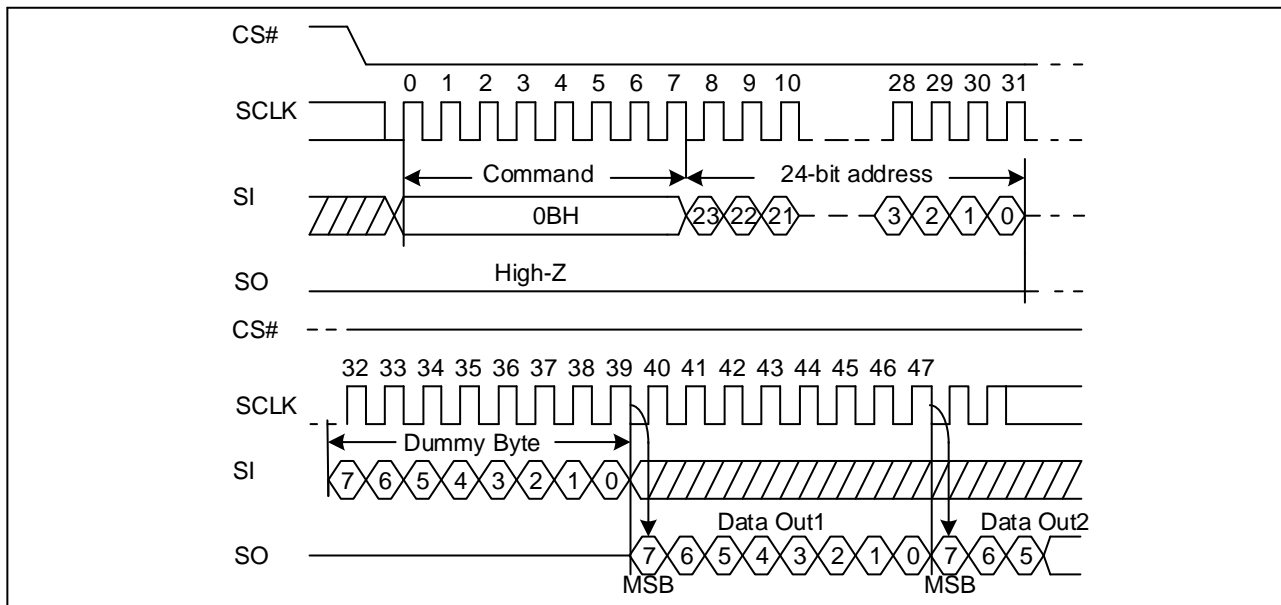 CS#
0 1 2 3 4 5 6 7 8 9 10 28 29 30 31
SCLK
Command 24-bit address
SI
0BH 23 22 21 3 2 1 0
High-Z
SO
CS#
32 33 34 35 36 37 38 39 40 41 42 43 44 45 46 47
SCLK
Dummy Byte
SI
7 6 5 4 3 2 1 0
Data Out1 Data Out2
SO
7 6 5 4 3 2 1 0 7 6 5
MSB MSB